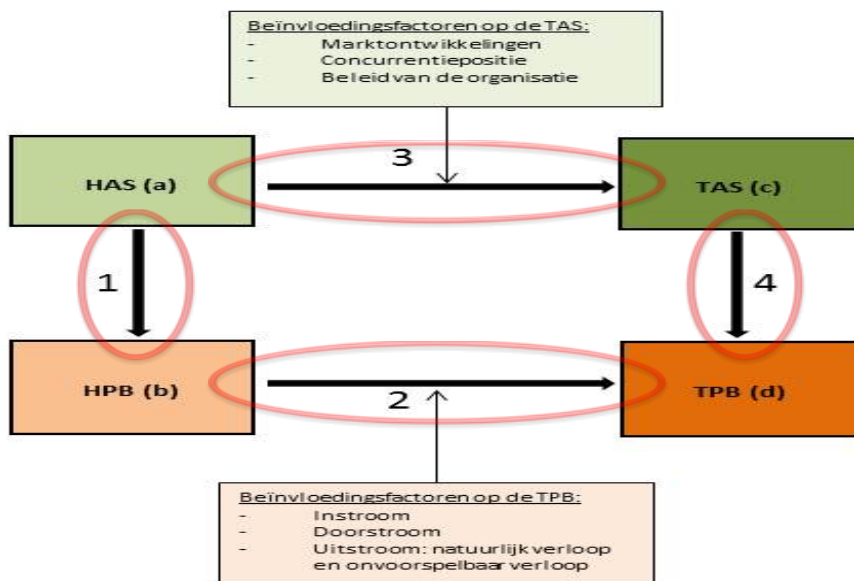 Beïnvloedingsfactoren op de TAS:
- Marktontwikkelingen
- Concurrentiepositie
- Beleid van de organisatie
3
HAS (a)
TAS (c)
1
4
HPB (b)
TPB (d)
2
Beïnvloedingsfactoren op de TPB:
- Instroom
- Doorstroom
- Uitstroom: natuurlijk verloop
en onvoorspelbaar verloop